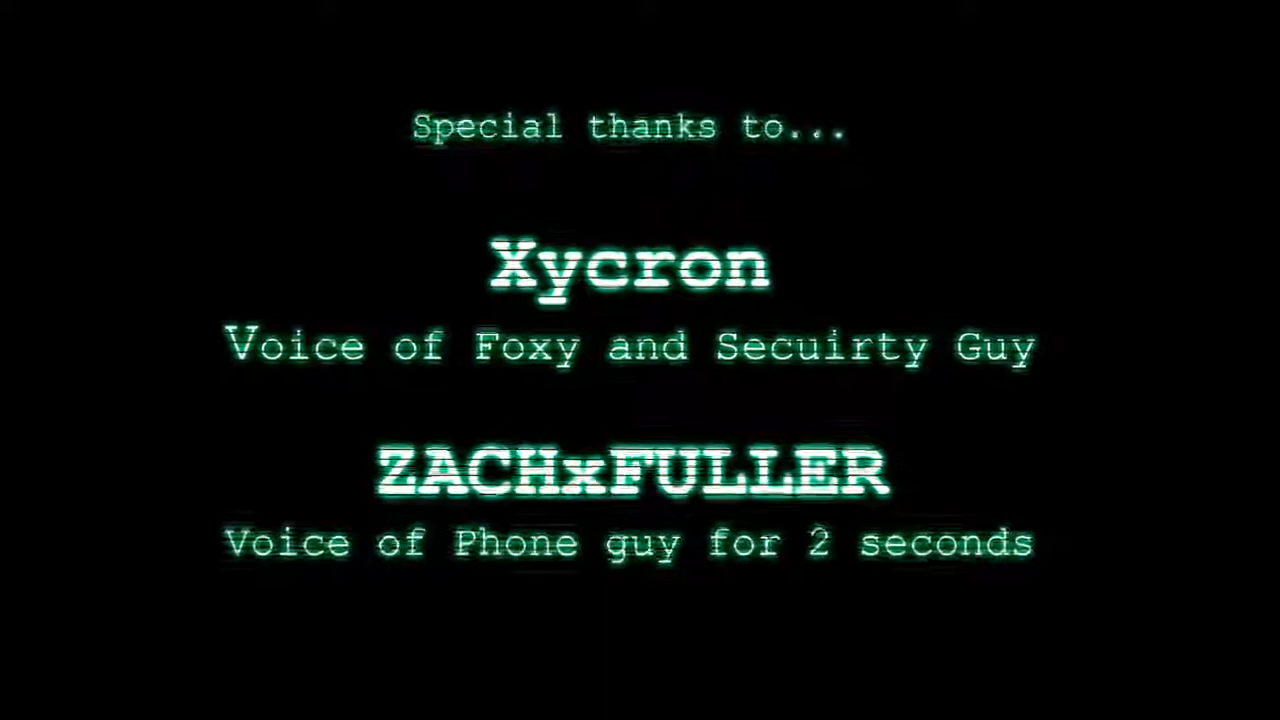 Special thanks to...
Xycron
Voice of Foxy and Secuirty Guy
ZACHxFULLER
Voice of Phone guy for 2 seconds